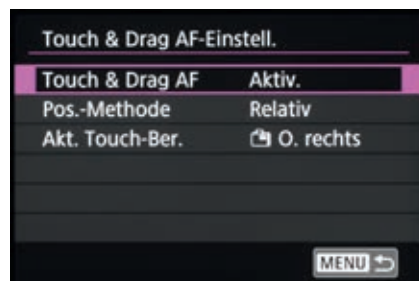 Touch & Drag AF-Einstell.
Touch & Drag AF Aktiv.
Pos.-Methode Relativ
Akt. Touch-Ber. O. rechts
MENU